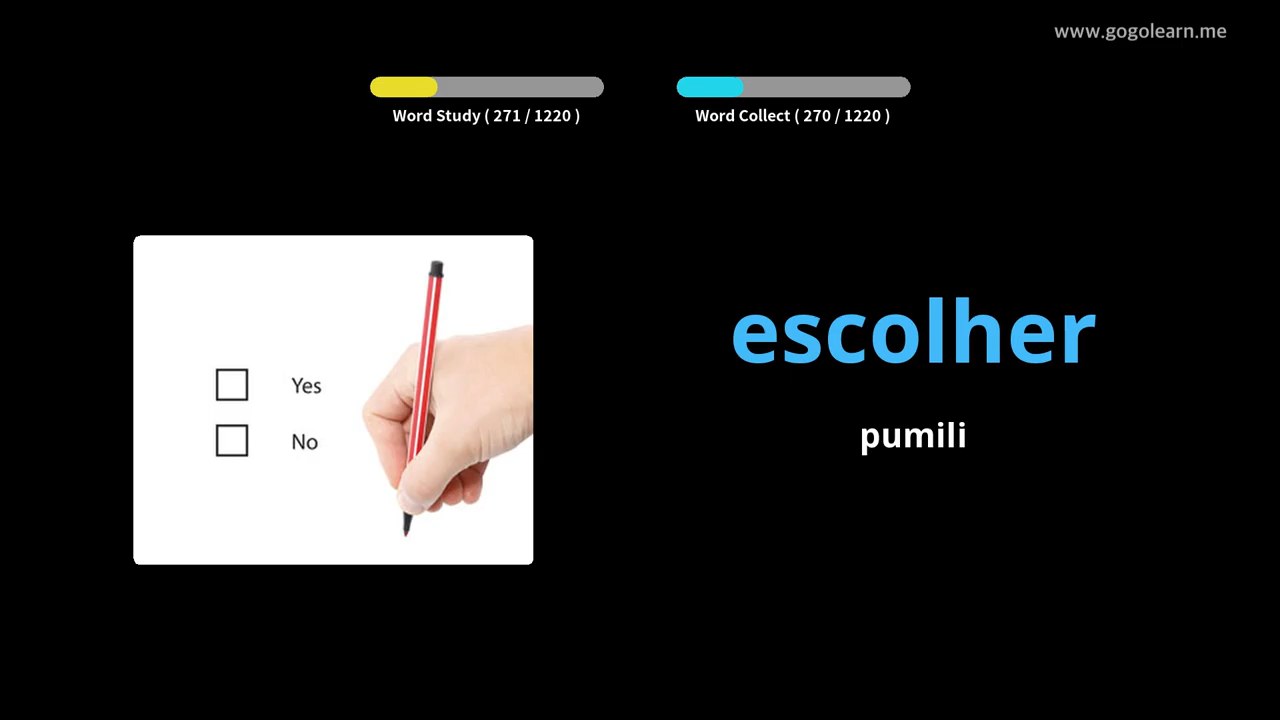 www.gogolearn.me
Word Study ( 271 / 1220 )
Word Collect ( 270 / 1220 )
Yes
No
escolher
pumili